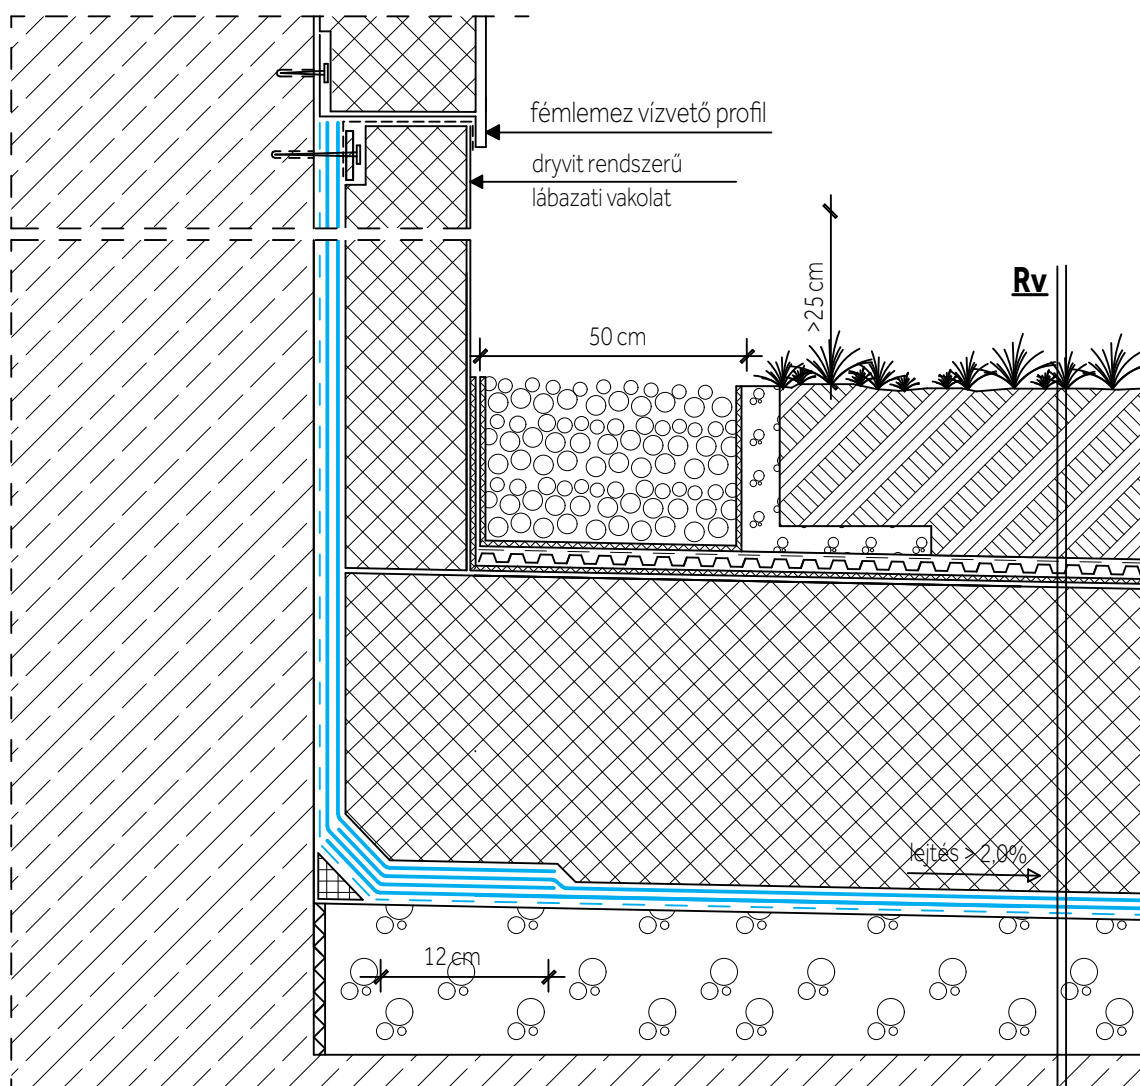 fémlemez vízvető profil
dryvit rendszerű
lábazati vakolat
>25 cm
Rv
50 cm
lejtés > 2,0%
12 cm